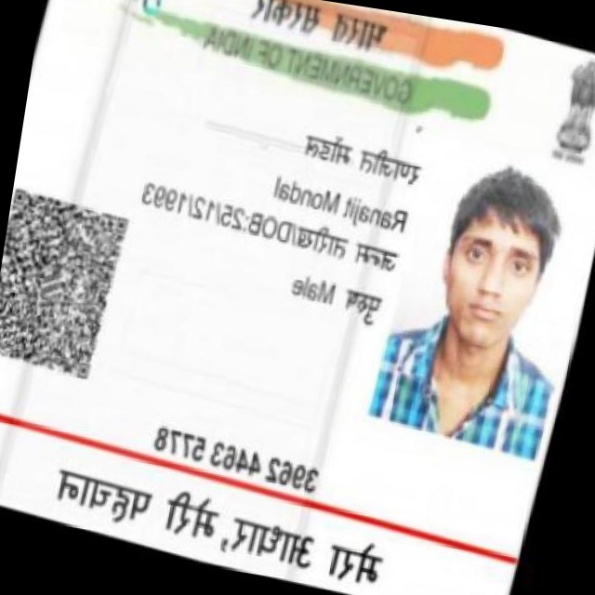 भारत सरकार
GOVERNMENT OF INDIA
रणजीत मोंडल
Ranajit Mondal
जन्म तारीख/DOB:25/12/1993
पुरुष Male
3962 4463 5778
मेरा आधार, मेरी पहचान